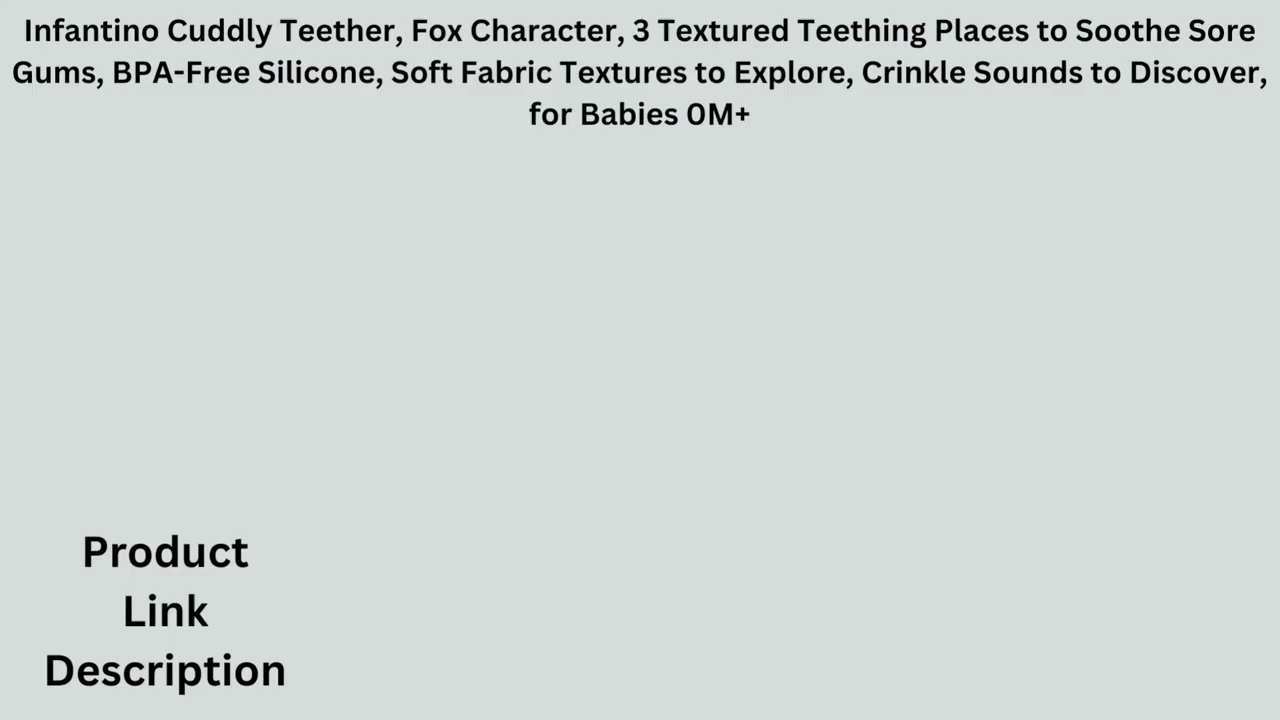 Infantino Cuddly Teether, Fox Character, 3 Textured Teething Places to Soothe Sore
Gums, BPA-Free Silicone, Soft Fabric Textures to Explore, Crinkle Sounds to Discover,
for Babies 0M+
Product
Link
Description